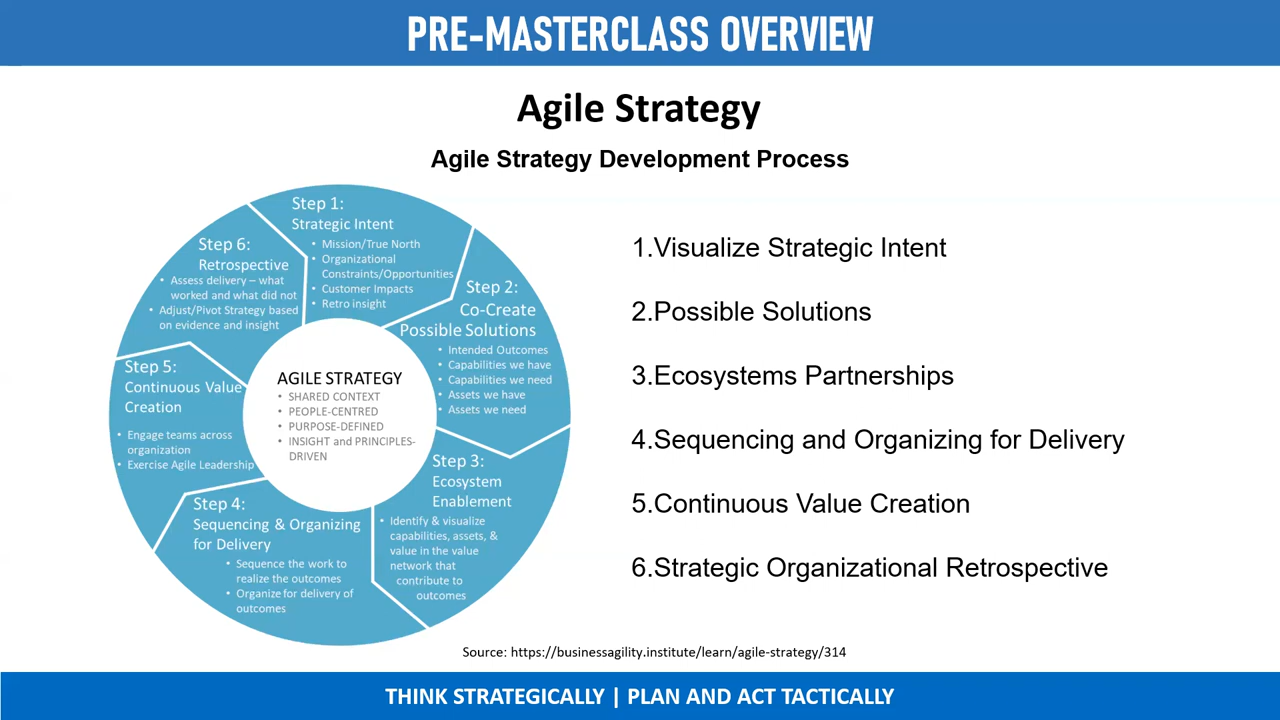 PRE-MASTERCLASS OVERVIEW
Agile Strategy
Agile Strategy Development Process
Step 1:
Strategic Intent
• Mission/True North
• Organizational
Constraints/Opportunities
• Customer Impacts
• Retro insight
Step 2:
Co-Create
Possible Solutions
• Intended Outcomes
• Capabilities we have
• Capabilities we need
• Assets we have
• Assets we need
Step 3:
Ecosystem
Enablement
• Identify & visualize
capabilities, assets, &
value in the value
network that
contribute to
outcomes
Step 4:
Sequencing & Organizing
for Delivery
• Sequence the work to
realize the outcomes
• Organize for delivery of
outcomes
Step 5:
Continuous Value
Creation
• Engage teams across
organization
• Exercise Agile Leadership
Step 6:
Retrospective
• Assess delivery – what
worked and what did not
• Adjust/Pivot Strategy based
on evidence and insight
AGILE STRATEGY
• SHARED CONTEXT
• PEOPLE-CENTRED
• PURPOSE-DEFINED
• INSIGHT and PRINCIPLES-
DRIVEN
1.Visualize Strategic Intent
2.Possible Solutions
3.Ecosystems Partnerships
4.Sequencing and Organizing for Delivery
5.Continuous Value Creation
6.Strategic Organizational Retrospective
Source: https://businessagility.institute/learn/agile-strategy/314
THINK STRATEGICALLY | PLAN AND ACT TACTICALLY